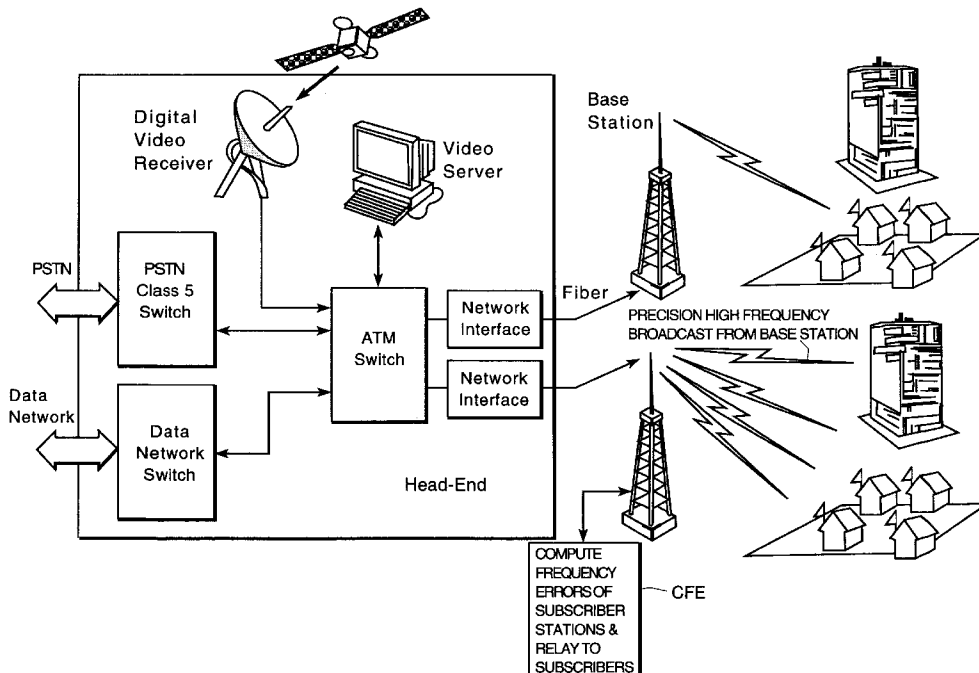 Digital
Video
Receiver
Video
Server
Base
Station
PSTN
PSTN
Class 5
Switch
ATM
Switch
Network
Interface
Fiber
PRECISION HIGH FREQUENCY
BROADCAST FROM BASE STATION
Network
Interface
Data
Network
Data
Network
Switch
Head-End
COMPUTE
FREQUENCY
ERRORS OF
SUBSCRIBER
STATIONS &
RELAY TO
SUBSCRIBERS
CFE